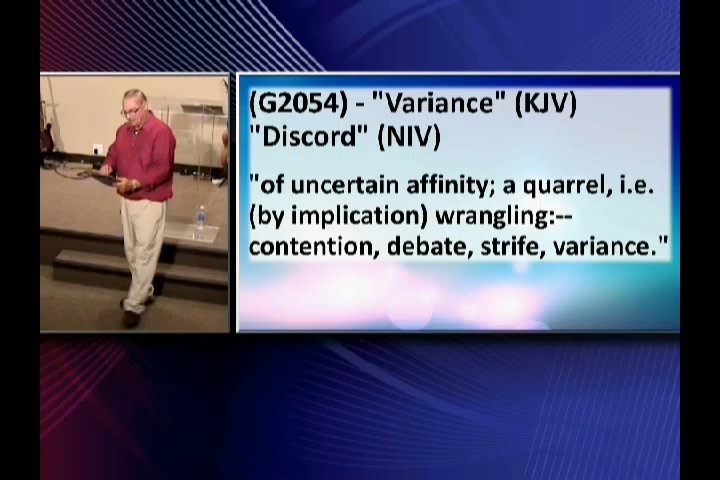 (G2054) - "Variance" (KJV)
"Discord" (NIV)
"of uncertain affinity; a quarrel, i.e.
(by implication) wrangling:--
contention, debate, strife, variance."